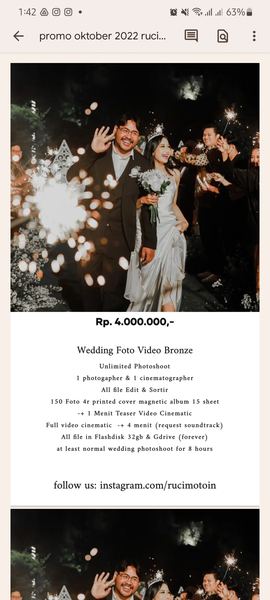 1:42
63%
promo oktober 2022 ruci...
Rp. 4.000.000,-
Wedding Foto Video Bronze
Unlimited Photoshoot
1 photogapher & 1 cinematographer
All file Edit & Sortir
150 Foto 4r printed cover magnetic album 15 sheet
-+ 1 Menit Teaser Video Cinematic
Full video cinematic -+ 4 menit (request soundtrack)
All file in Flashdisk 32gb & Gdrive (forever)
at least normal wedding photoshoot for 8 hours
follow us: instagram.com/rucimotoin